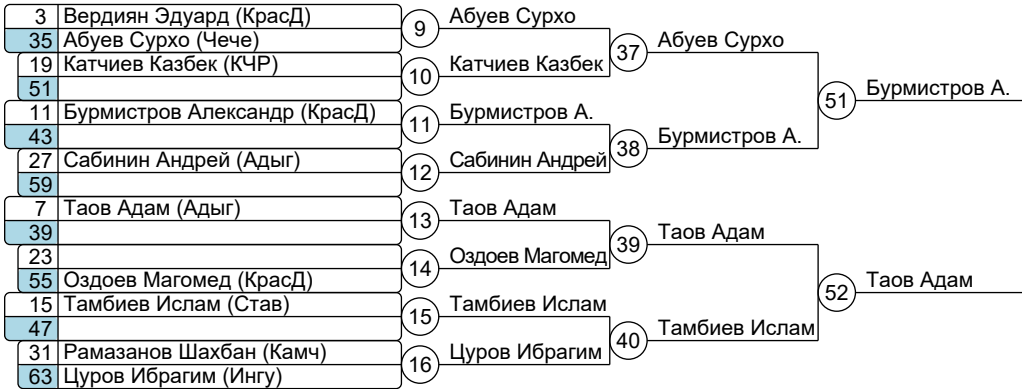 3 Вердиян Эдуард (КрасД)
35 Абуев Сурхо (Чече)
9 Абуев Сурхо
19 Катчиев Казбек (КЧР)
51
10 Катчиев Казбек
37 Абуев Сурхо
11 Бурмистров Александр (КрасД)
43
11 Бурмистров А.
27 Сабинин Андрей (Адыг)
59
12 Сабинин Андрей
38 Бурмистров А.
51 Бурмистров А.
7 Таов Адам (Адыг)
39
13 Таов Адам
23
55 Оздоев Магомед (КрасД)
14 Оздоев Магомед
39 Таов Адам
15 Тамбиев Ислам (Став)
47
15 Тамбиев Ислам
31 Рамазанов Шахбан (Камч)
63 Цуров Ибрагим (Ингу)
16 Цуров Ибрагим
40 Тамбиев Ислам
52 Таов Адам